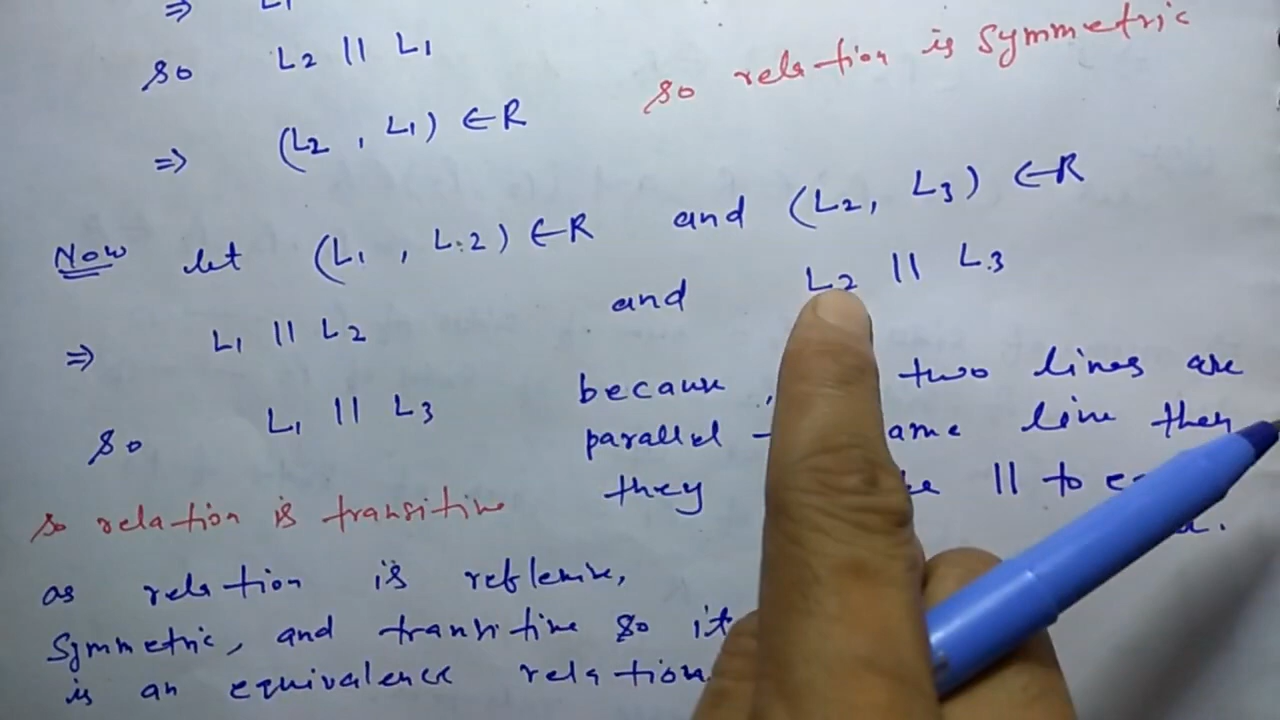 ⇒ L1
so L2 || L1
so relation is symmetric
⇒ (L2 , L1) ∈ R
Now let (L1 , L2) ∈ R and (L2, L3) ∈ R
⇒ L1 || L2 and L2 || L3
so L1 || L3 because, two lines are
parallel same line then
they || to
so relation is transitive
as relation is reflexive,
Symmetric, and transitive so it
is an equivalence relation